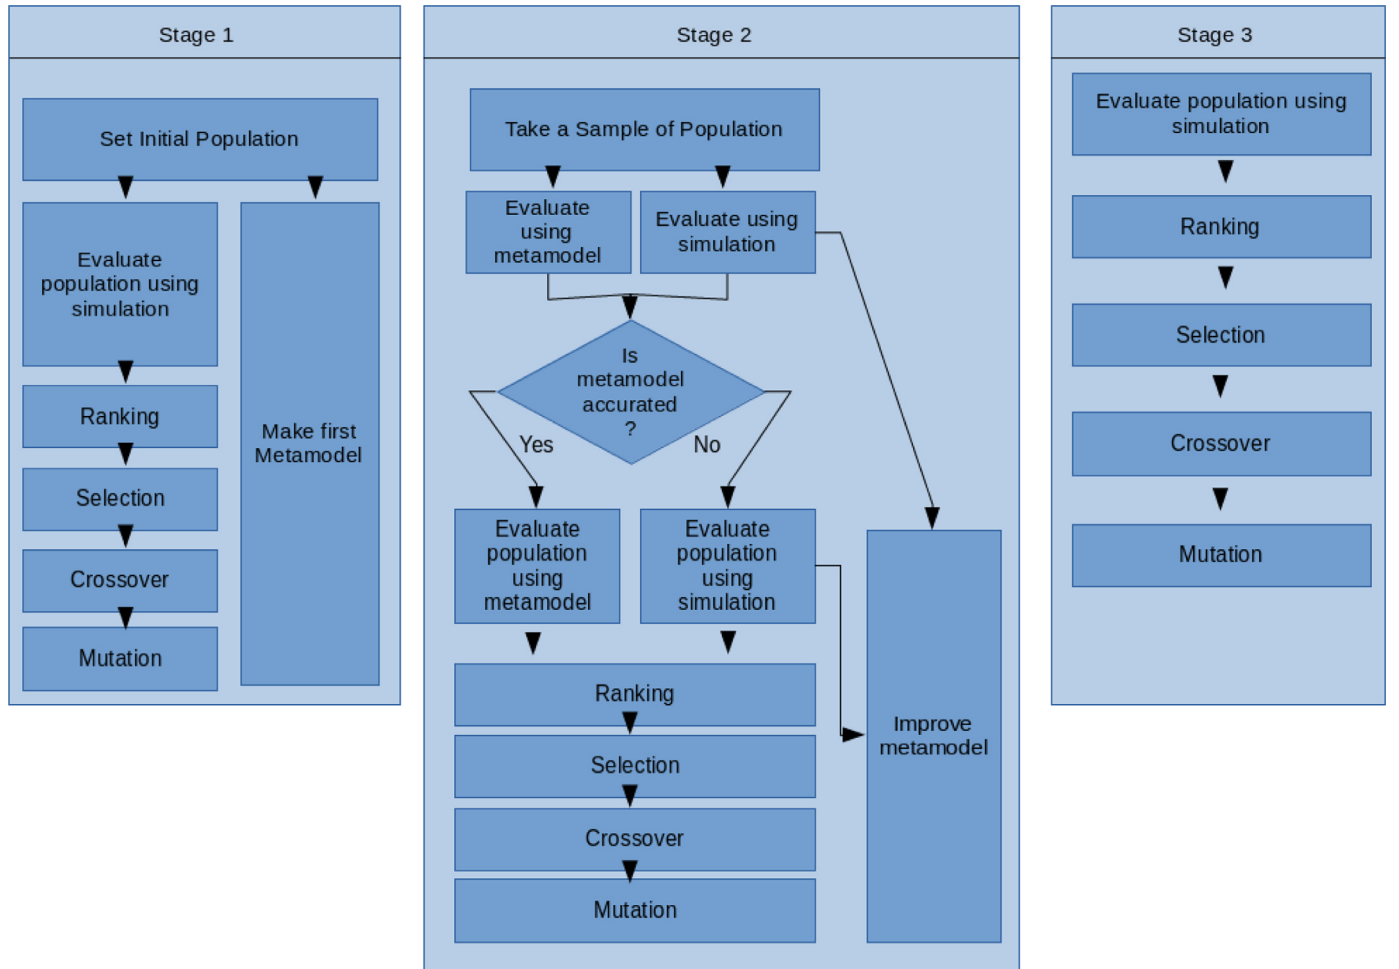 Stage 1
Set Initial Population
Evaluate
population using
simulation
Ranking
Selection
Crossover
Mutation
Make first
Metamodel
Stage 2
Take a Sample of Population
Evaluate
using
metamodel
Evaluate using
simulation
Is
metamodel
accurated
?
Yes
No
Evaluate
population
using
metamodel
Evaluate
population
using
simulation
Ranking
Selection
Crossover
Mutation
Improve
metamodel
Stage 3
Evaluate population using
simulation
Ranking
Selection
Crossover
Mutation